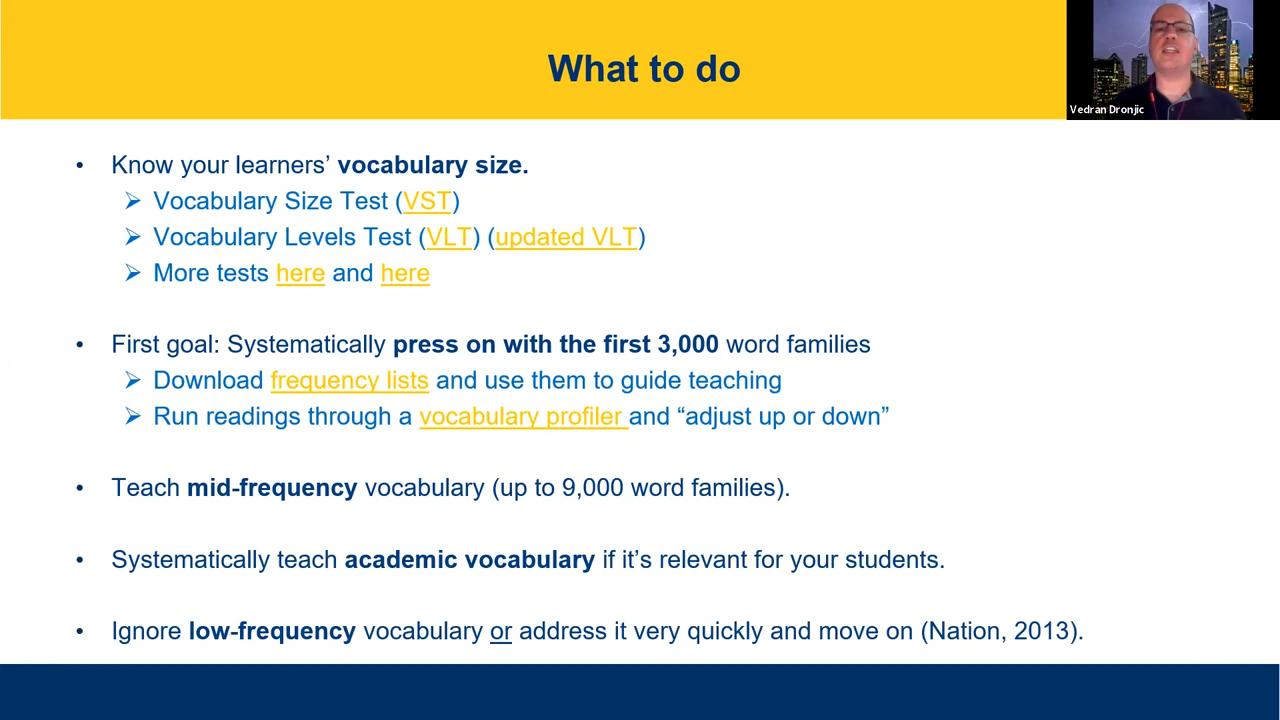 What to do
Vedran Dronjic
• Know your learners’ vocabulary size.
➢ Vocabulary Size Test (VST)
➢ Vocabulary Levels Test (VLT) (updated VLT)
➢ More tests here and here
• First goal: Systematically press on with the first 3,000 word families
➢ Download frequency lists and use them to guide teaching
➢ Run readings through a vocabulary profiler and “adjust up or down”
• Teach mid-frequency vocabulary (up to 9,000 word families).
• Systematically teach academic vocabulary if it’s relevant for your students.
• Ignore low-frequency vocabulary or address it very quickly and move on (Nation, 2013).